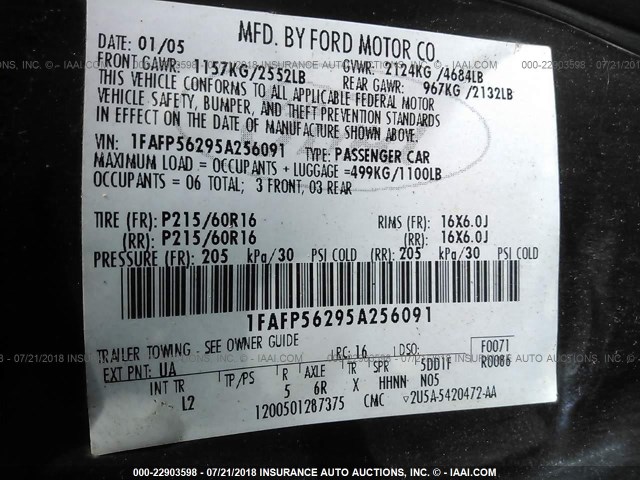 MFD. BY FORD MOTOR CO.
DATE: 01/05 GVWR: 2124KG /4684LB
FRONT GAWR: 1157KG/2552LB REAR GAWR: 967KG /2132LB
THIS VEHICLE CONFORMS TO ALL APPLICABLE FEDERAL MOTOR
VEHICLE SAFETY, BUMPER, AND THEFT PREVENTION STANDARDS
IN EFFECT ON THE DATE OF MANUFACTURE SHOWN ABOVE.
VIN: 1FAFP56295A256091 TYPE: PASSENGER CAR
MAXIMUM LOAD = OCCUPANTS + LUGGAGE =499KG/1100LB
OCCUPANTS = 06 TOTAL; 3 FRONT, 03 REAR
TIRE (FR): P215/60R16 RIMS (FR): 16X6.0J
(RR): P215/60R16 (RR): 16X6.0J
PRESSURE (FR): 205 kPa/30 PSI COLD (RR): 205 kPa/30 PSI COLD
1FAFP56295A256091
TRAILER TOWING - SEE OWNER GUIDE RC: 16 DSO: F0071
EXT PNT: UA R0086
INT TR TP/PS R AXLE TR SPR 5DD1F
L2 5 6R X HHNN N05
1200501287375 CMC 2U5A-5420472-AA
000-22903598 - 07/21/2018 INSURANCE AUTO AUCTIONS, INC. (C) - IAAI.COM